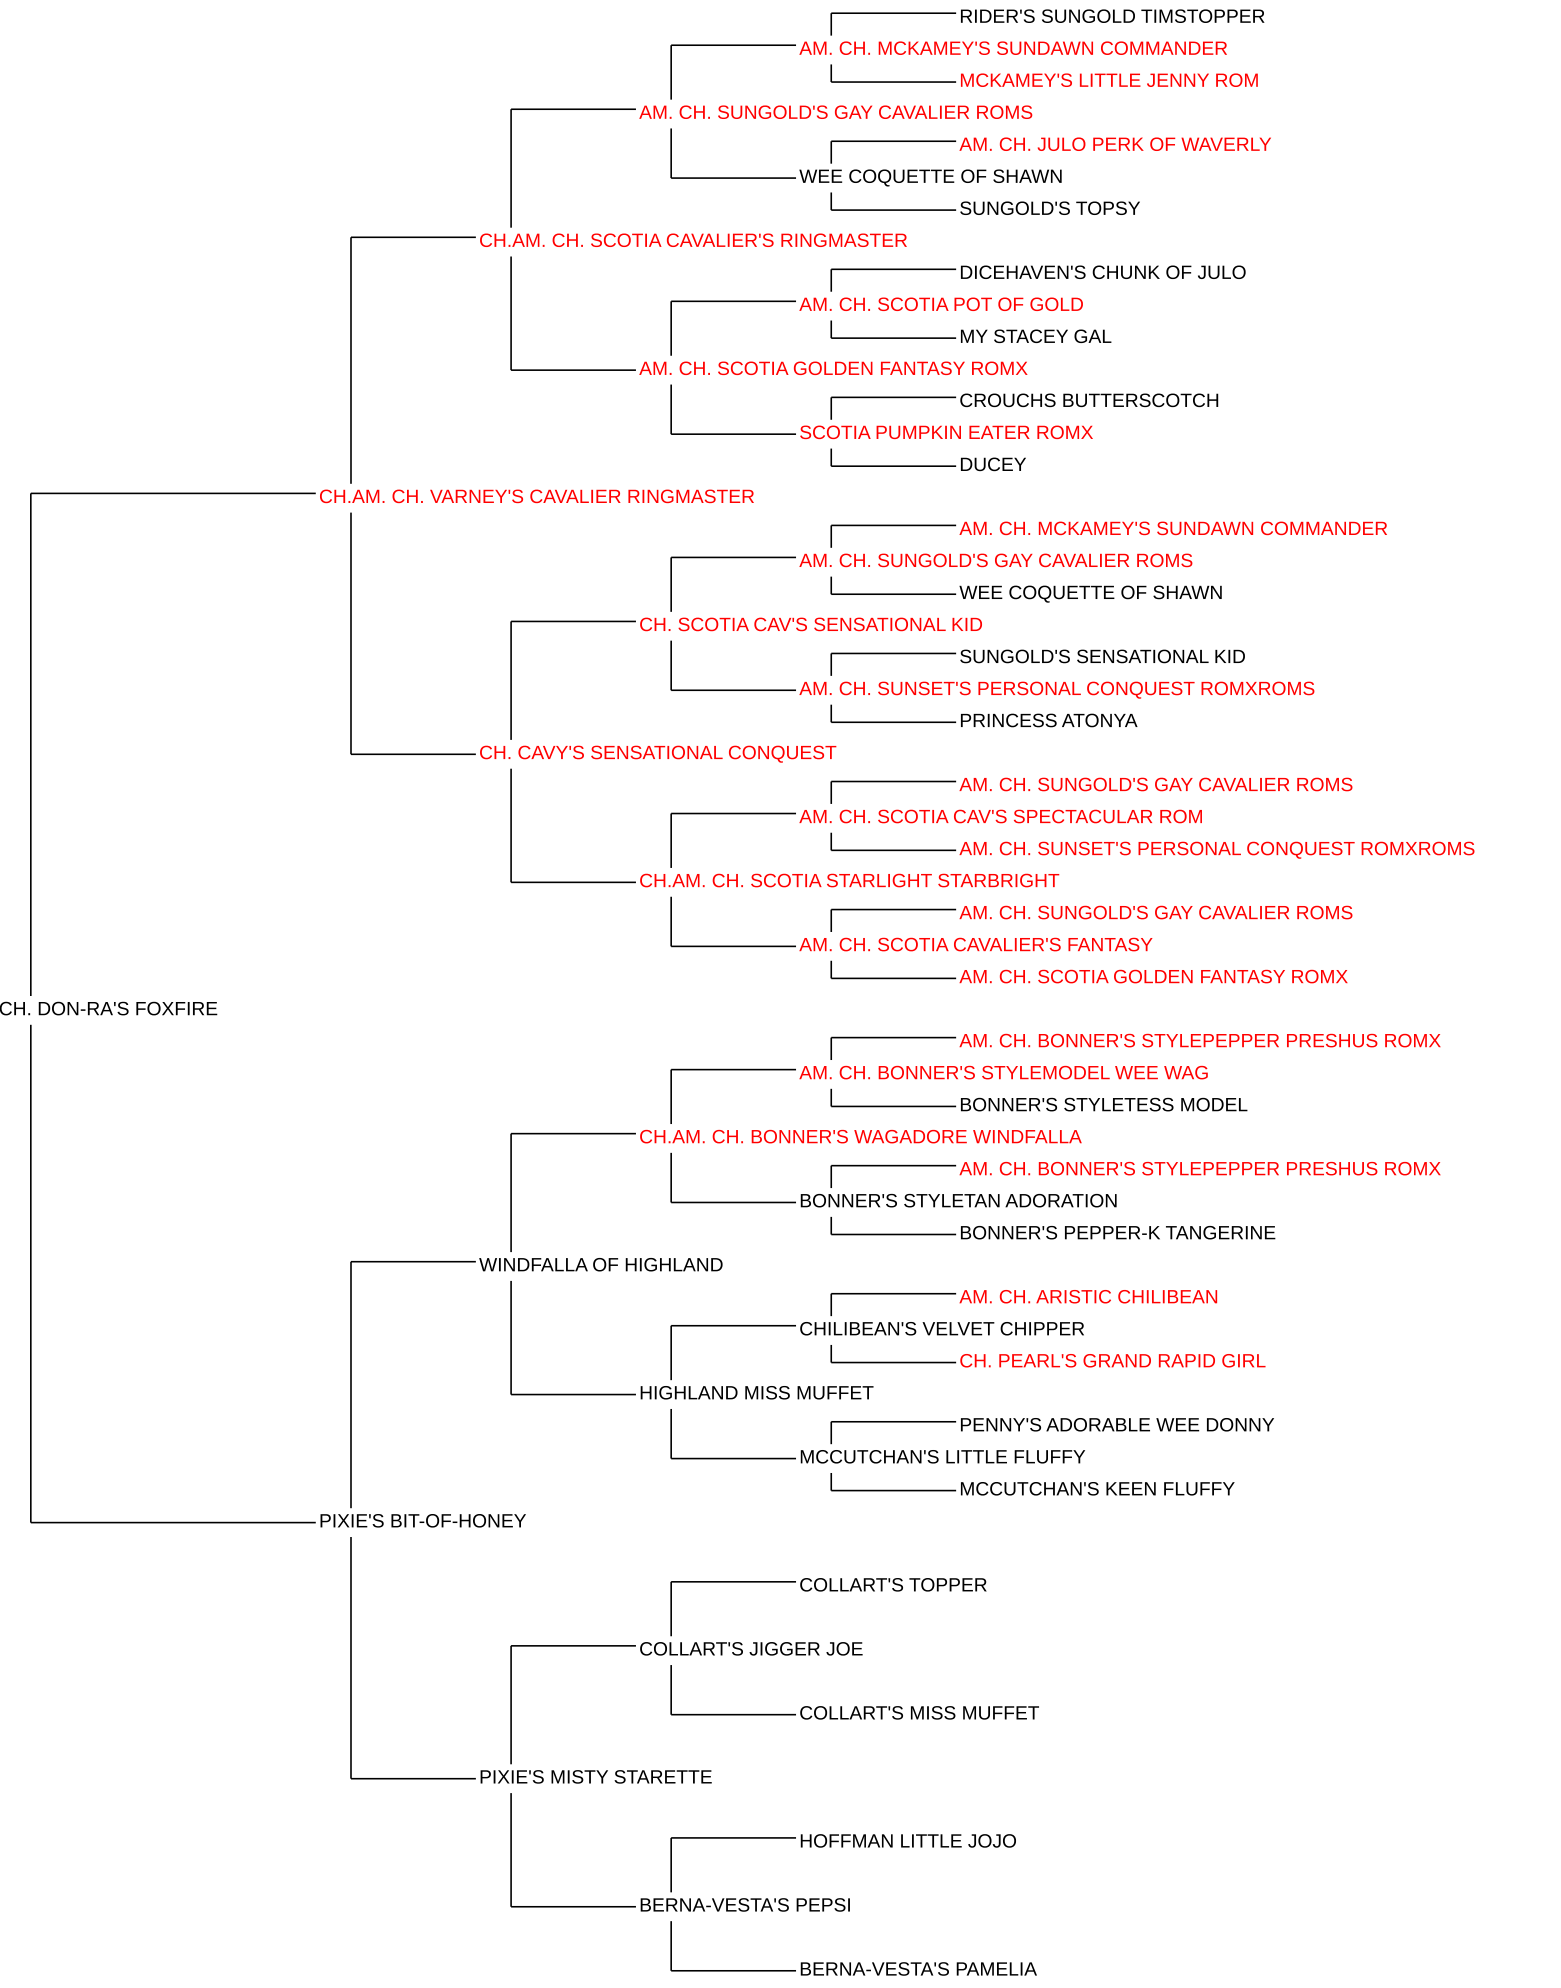 RIDER'S SUNGOLD TIMSTOPPER
AM. CH. MCKAMEY'S SUNDAWN COMMANDER
MCKAMEY'S LITTLE JENNY ROM
AM. CH. SUNGOLD'S GAY CAVALIER ROMS
AM. CH. JULO PERK OF WAVERLY
WEE COQUETTE OF SHAWN
SUNGOLD'S TOPSY
CH.AM. CH. SCOTIA CAVALIER'S RINGMASTER
DICEHAVEN'S CHUNK OF JULO
AM. CH. SCOTIA POT OF GOLD
MY STACEY GAL
AM. CH. SCOTIA GOLDEN FANTASY ROMX
CROUCHS BUTTERSCOTCH
SCOTIA PUMPKIN EATER ROMX
DUCEY
CH.AM. CH. VARNEY'S CAVALIER RINGMASTER
AM. CH. MCKAMEY'S SUNDAWN COMMANDER
AM. CH. SUNGOLD'S GAY CAVALIER ROMS
WEE COQUETTE OF SHAWN
CH. SCOTIA CAV'S SENSATIONAL KID
SUNGOLD'S SENSATIONAL KID
AM. CH. SUNSET'S PERSONAL CONQUEST ROMXROMS
PRINCESS ATONYA
CH. CAVY'S SENSATIONAL CONQUEST
AM. CH. SUNGOLD'S GAY CAVALIER ROMS
AM. CH. SCOTIA CAV'S SPECTACULAR ROM
AM. CH. SUNSET'S PERSONAL CONQUEST ROMXROMS
CH.AM. CH. SCOTIA STARLIGHT STARBRIGHT
AM. CH. SUNGOLD'S GAY CAVALIER ROMS
AM. CH. SCOTIA CAVALIER'S FANTASY
AM. CH. SCOTIA GOLDEN FANTASY ROMX
CH. DON-RA'S FOXFIRE
AM. CH. BONNER'S STYLEPEPPER PRESHUS ROMX
AM. CH. BONNER'S STYLEMODEL WEE WAG
BONNER'S STYLETESS MODEL
CH.AM. CH. BONNER'S WAGADORE WINDFALLA
AM. CH. BONNER'S STYLEPEPPER PRESHUS ROMX
BONNER'S STYLETAN ADORATION
BONNER'S PEPPER-K TANGERINE
WINDFALLA OF HIGHLAND
AM. CH. ARISTIC CHILIBEAN
CHILIBEAN'S VELVET CHIPPER
CH. PEARL'S GRAND RAPID GIRL
HIGHLAND MISS MUFFET
PENNY'S ADORABLE WEE DONNY
MCCUTCHAN'S LITTLE FLUFFY
MCCUTCHAN'S KEEN FLUFFY
PIXIE'S BIT-OF-HONEY
COLLART'S TOPPER
COLLART'S JIGGER JOE
COLLART'S MISS MUFFET
PIXIE'S MISTY STARETTE
HOFFMAN LITTLE JOJO
BERNA-VESTA'S PEPSI
BERNA-VESTA'S PAMELIA